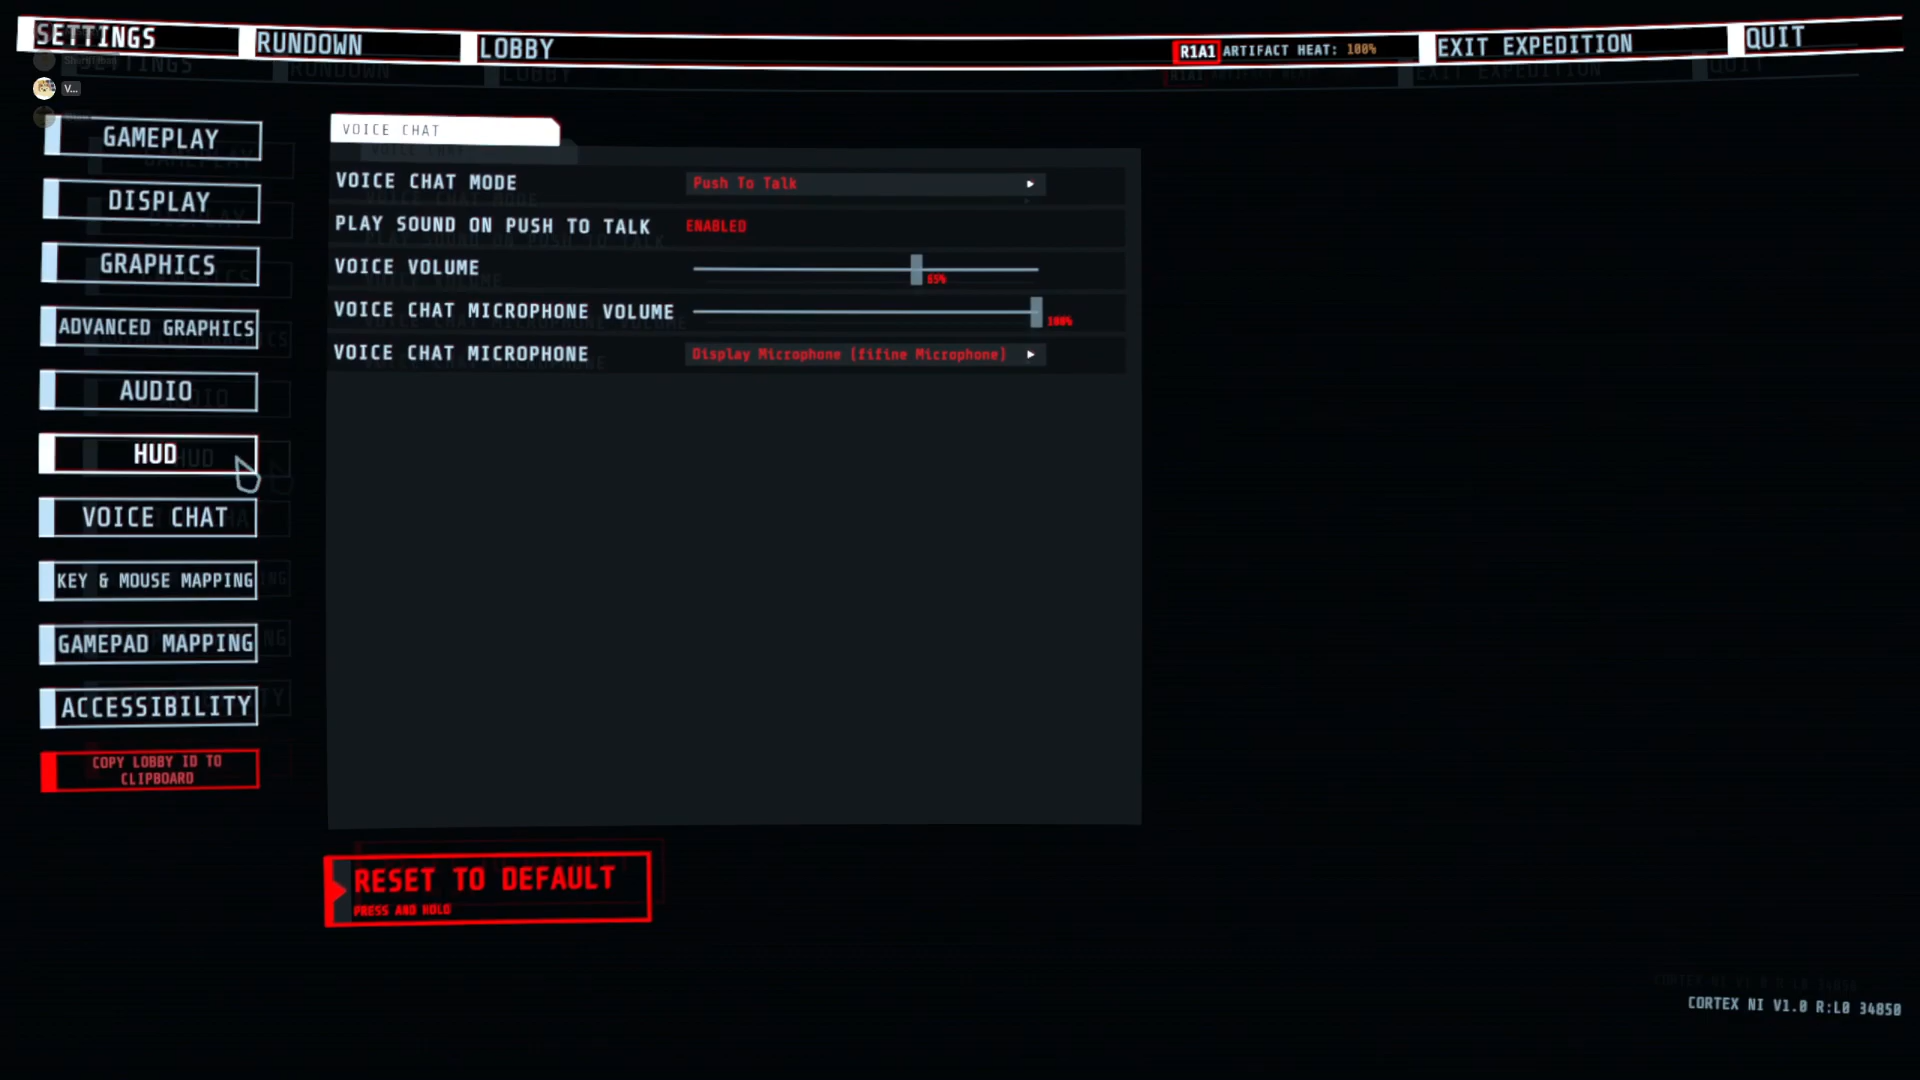 SETTINGS
RUNDOWN
LOBBY
R1A1 ARTIFACT HEAT: 100%
EXIT EXPEDITION
QUIT
V...
GAMEPLAY
DISPLAY
GRAPHICS
ADVANCED GRAPHICS
AUDIO
HUD
VOICE CHAT
KEY & MOUSE MAPPING
GAMEPAD MAPPING
ACCESSIBILITY
COPY LOBBY ID TO
CLIPBOARD
VOICE CHAT
VOICE CHAT MODE Push To Talk
PLAY SOUND ON PUSH TO TALK ENABLED
VOICE VOLUME 65%
VOICE CHAT MICROPHONE VOLUME 100%
VOICE CHAT MICROPHONE Display Microphone (fifine Microphone)
RESET TO DEFAULT
PRESS AND HOLD
CORTEX NI V1.0 R:L0 34850